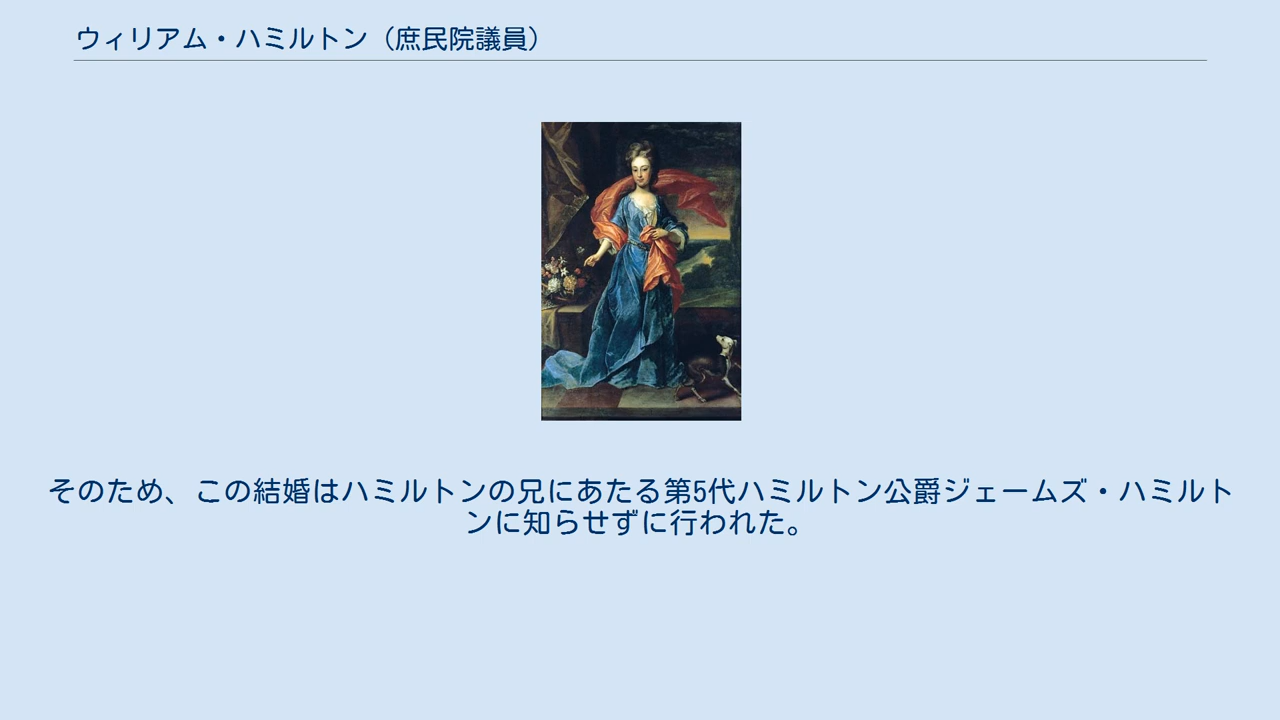 ウィリアム・ハミルトン（庶民院議員）
そのため、この結婚はハミルトンの兄にあたる第5代ハミルトン公爵ジェームズ・ハミルト
ンに知らせずに行われた。